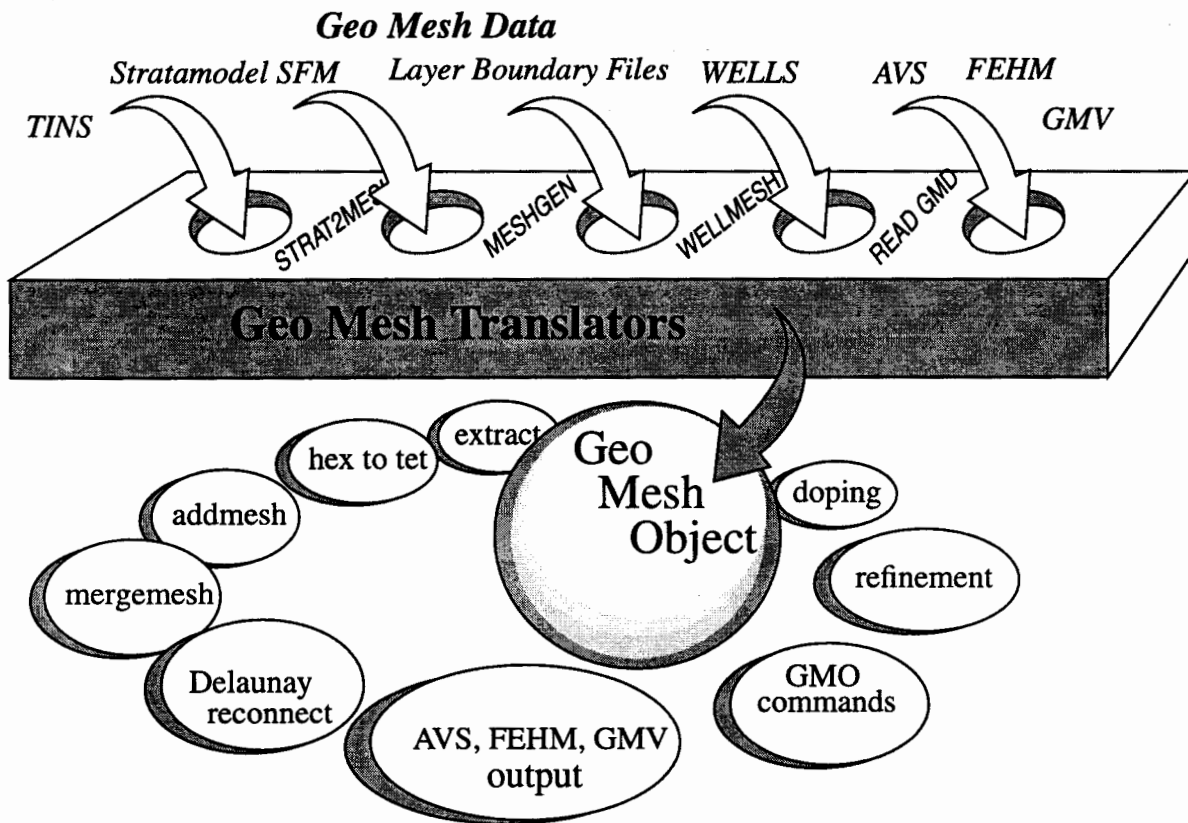 Geo Mesh Data
Stratamodel SFM
Layer Boundary Files
WELLS
AVS
FEHM
TINS
GMV
STRAT2MESH
MESHGEN
WELLMESH
READ GMD
Geo Mesh Translators
extract
hex to tet
addmesh
mergemesh
Delaunay
reconnect
Geo
Mesh
Object
doping
refinement
GMO
commands
AVS, FEHM, GMV
output